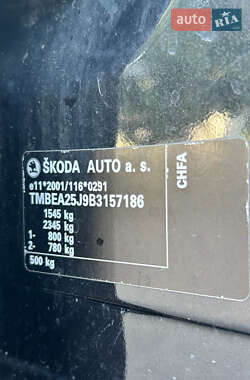 AUTO RIA
ŠKODA AUTO a. s.
e11*2001/116*0291
TMBEA25J9B3157186
1545 kg
2345 kg
1- 800 kg
2- 780 kg
500 kg
CHFA